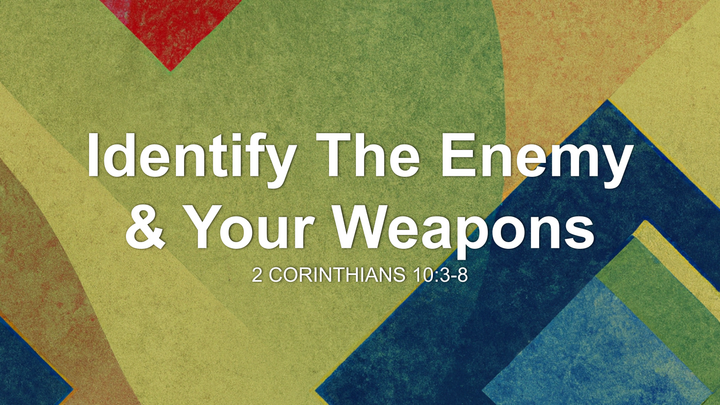 Identify The Enemy
& Your Weapons
2 CORINTHIANS 10:3-8